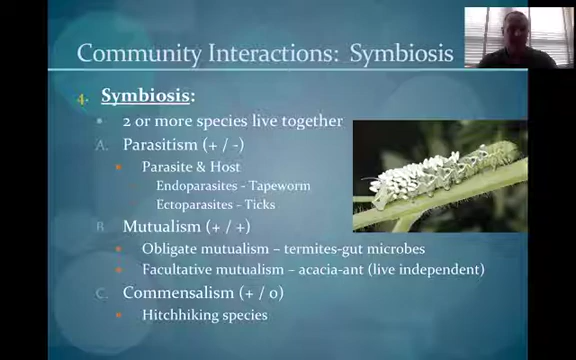 Community Interactions: Symbiosis
4. Symbiosis:
• 2 or more species live together
A. Parasitism (+ / -)
• Parasite & Host
Endoparasites - Tapeworm
Ectoparasites - Ticks
B. Mutualism (+ / +)
• Obligate mutualism – termites-gut microbes
• Facultative mutualism – acacia-ant (live independent)
C. Commensalism (+ / 0)
• Hitchhiking species